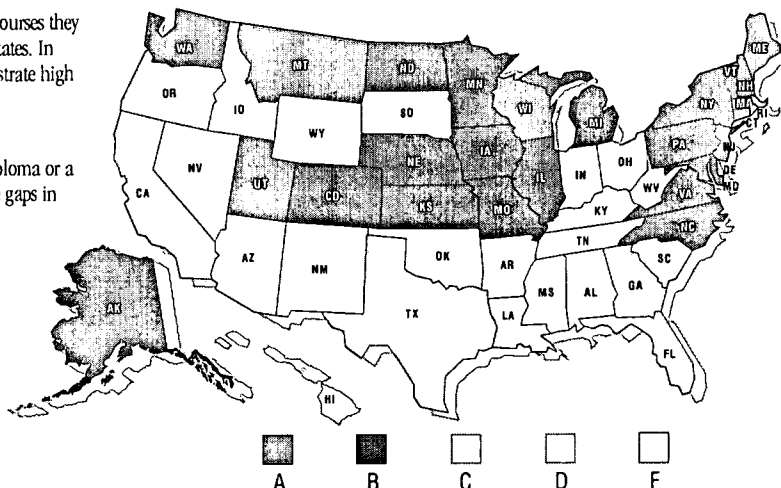 ourses they
ates. In
strate high
ploma or a
e gaps in
WA
MT
ND
MN
ME
VT
NH
OR
ID
SD
WI
MI
NY
MA
RI
CT
WY
NE
IA
PA
NJ
NV
UT
CO
KS
MO
IL
IN
OH
WV
VA
DE
MD
CA
KY
NC
AZ
NM
OK
AR
TN
SC
TX
LA
MS
AL
GA
FL
AK
HI
A B C D F